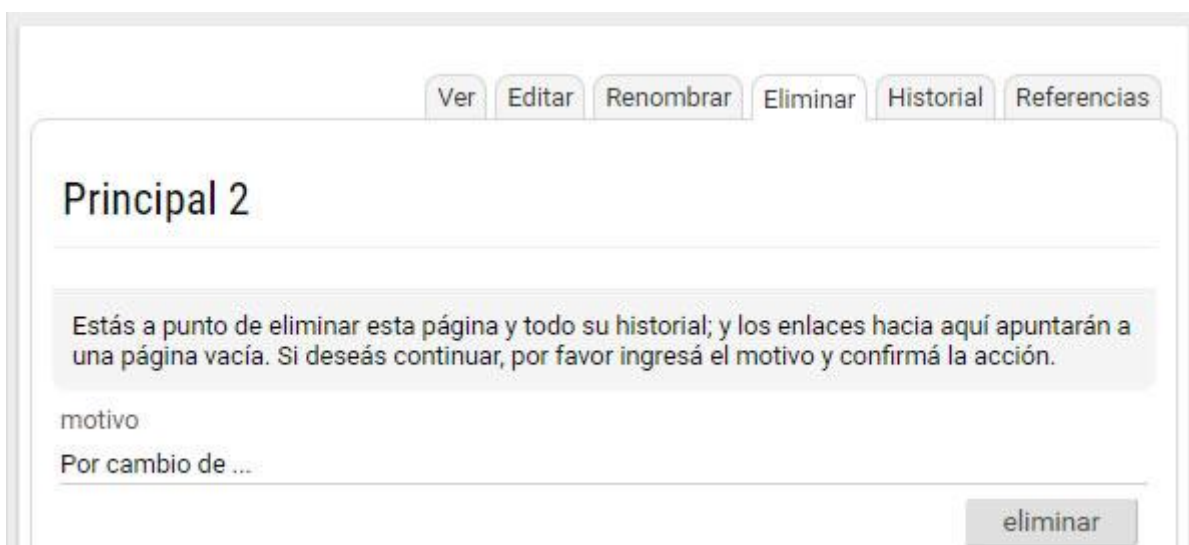 Ver Editar Renombrar Eliminar Historial Referencias
Principal 2
Estás a punto de eliminar esta página y todo su historial; y los enlaces hacia aquí apuntarán a
una página vacía. Si deseás continuar, por favor ingresá el motivo y confirmá la acción.
motivo
Por cambio de ...
eliminar